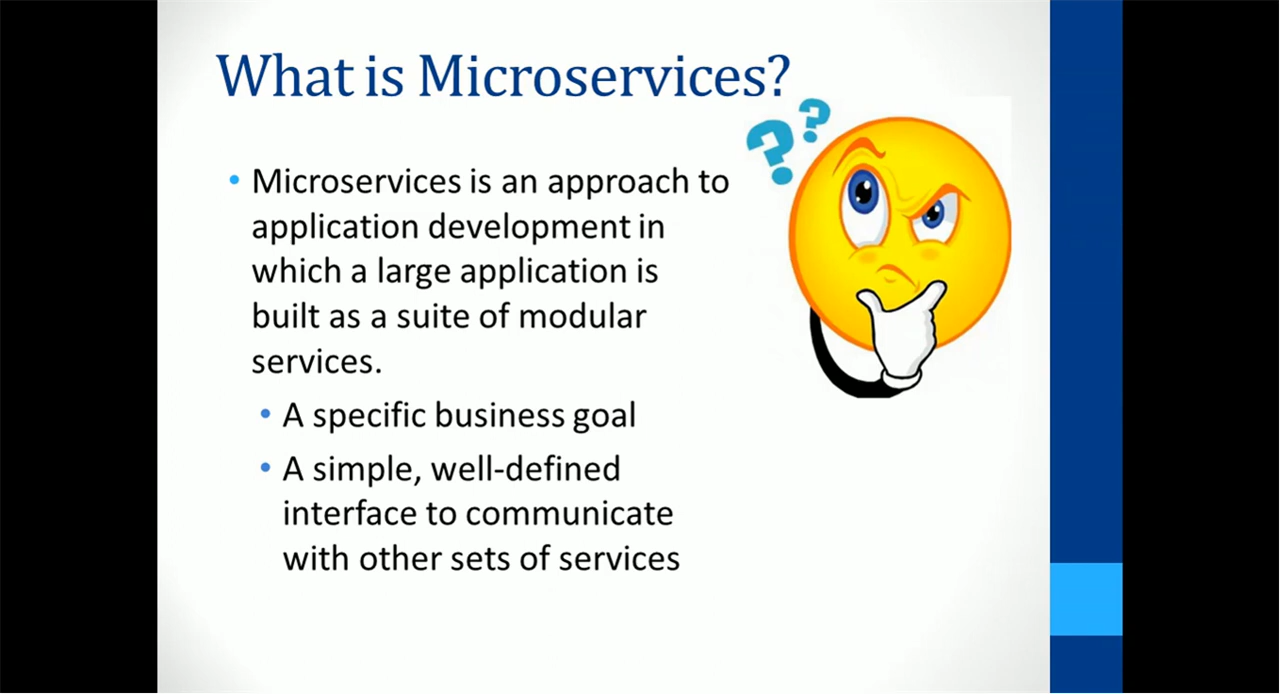 What is Microservices?
? ?
• Microservices is an approach to
application development in
which a large application is
built as a suite of modular
services.
• A specific business goal
• A simple, well-defined
interface to communicate
with other sets of services